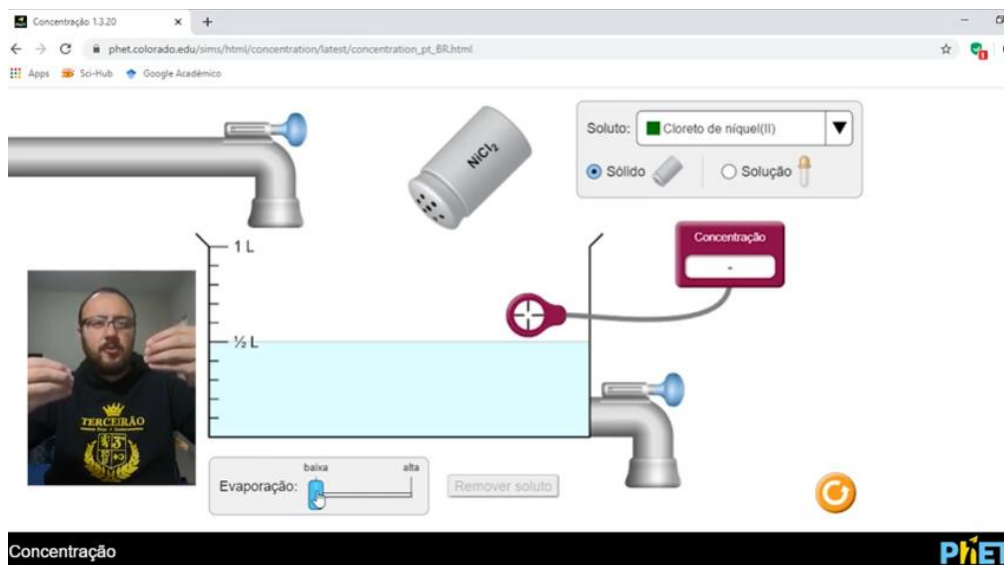 Concentração 1.3.20
phet.colorado.edu/sims/html/concentration/latest/concentration_pt_BR.html
Apps Sci-Hub Google Acadêmico
NiCl₂
Soluto: Cloreto de níquel(II)
Sólido Solução
Concentração
-
1 L
½ L
TERCEIRÃO
3
baixa alta
Evaporação:
Remover soluto
Concentração
PhET